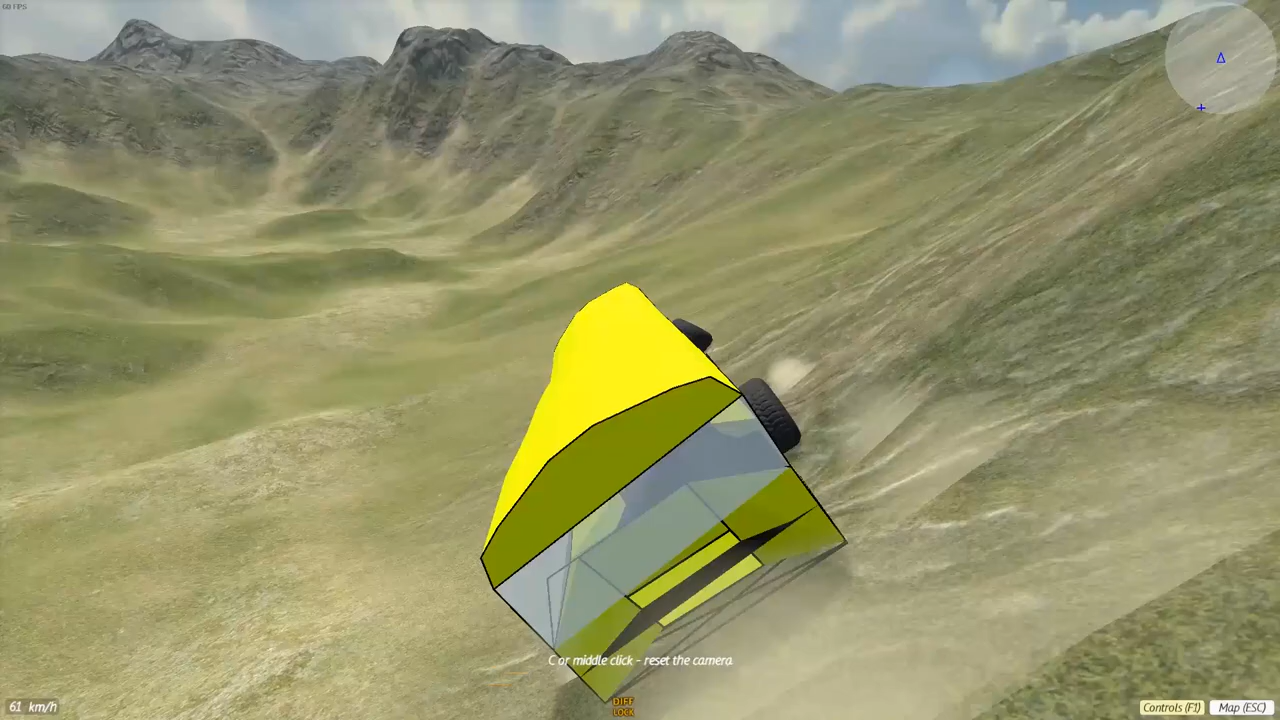 60 FPS
C or middle click - reset the camera
61 km/h
DIFF
LOCK
Controls (F1)
Map (ESC)